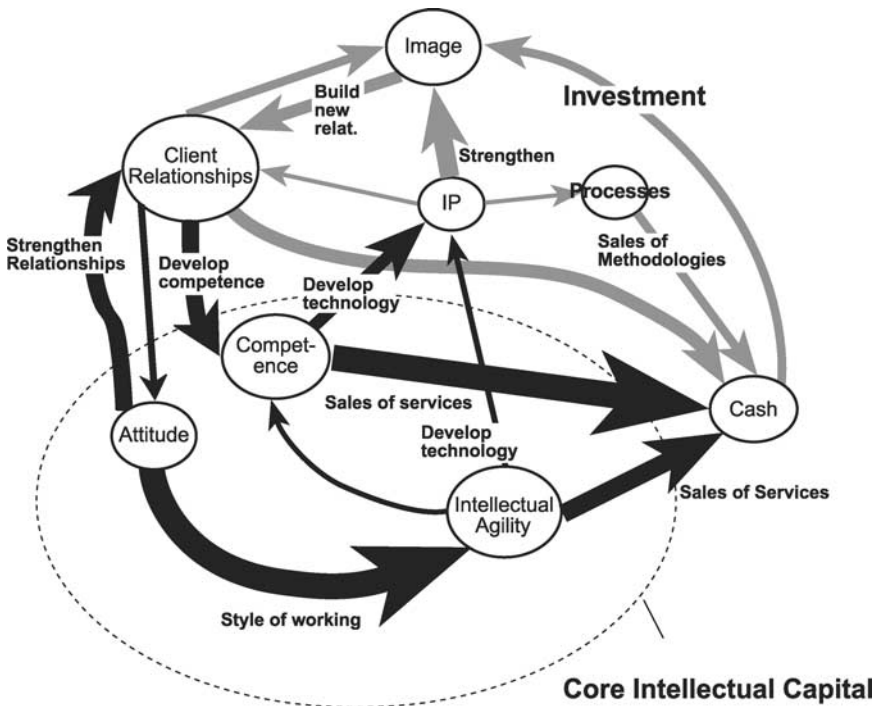 Image
Investment
Build
new
relat.
Client
Relationships
Strengthen
IP
Processes
Strengthen
Relationships
Develop
competence
Sales of
Methodologies
Develop
technology
Compet-
ence
Sales of services
Cash
Attitude
Develop
technology
Intellectual
Agility
Sales of Services
Style of working
Core Intellectual Capital